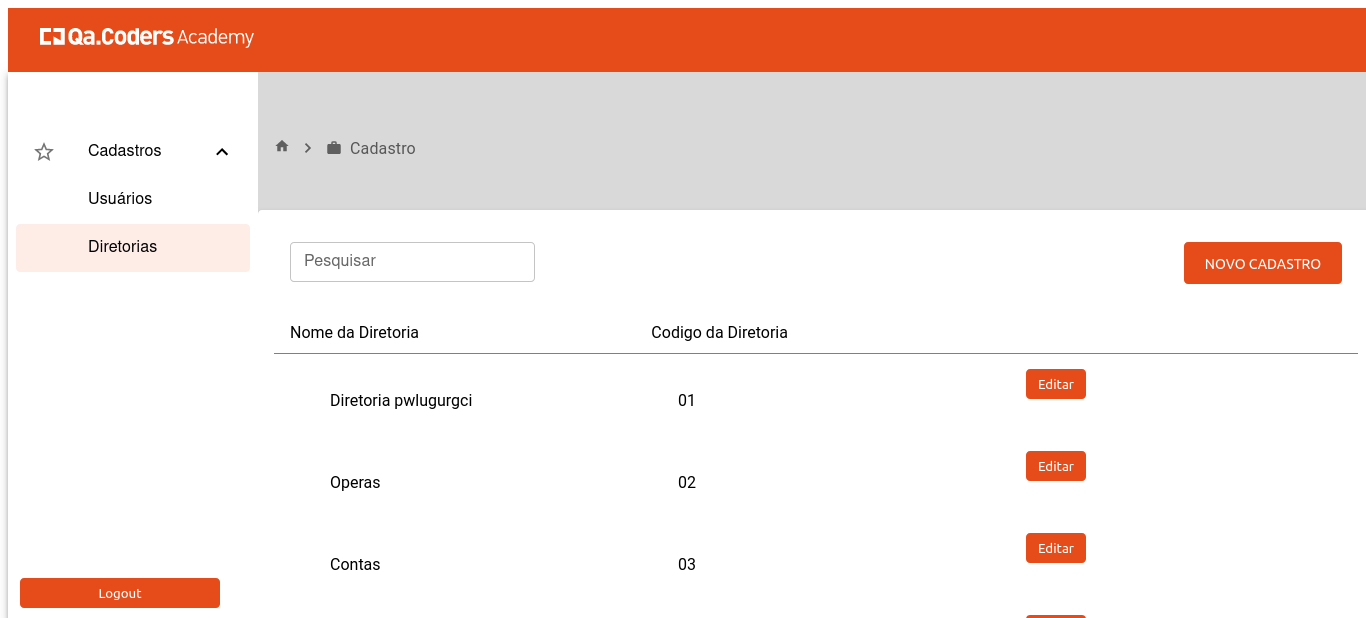 Qa.Coders Academy
Cadastros
Usuários
Diretorias
Logout
Cadastro
Pesquisar
NOVO CADASTRO
Nome da Diretoria Codigo da Diretoria
Diretoria pwlugurgci 01 Editar
Operas 02 Editar
Contas 03 Editar